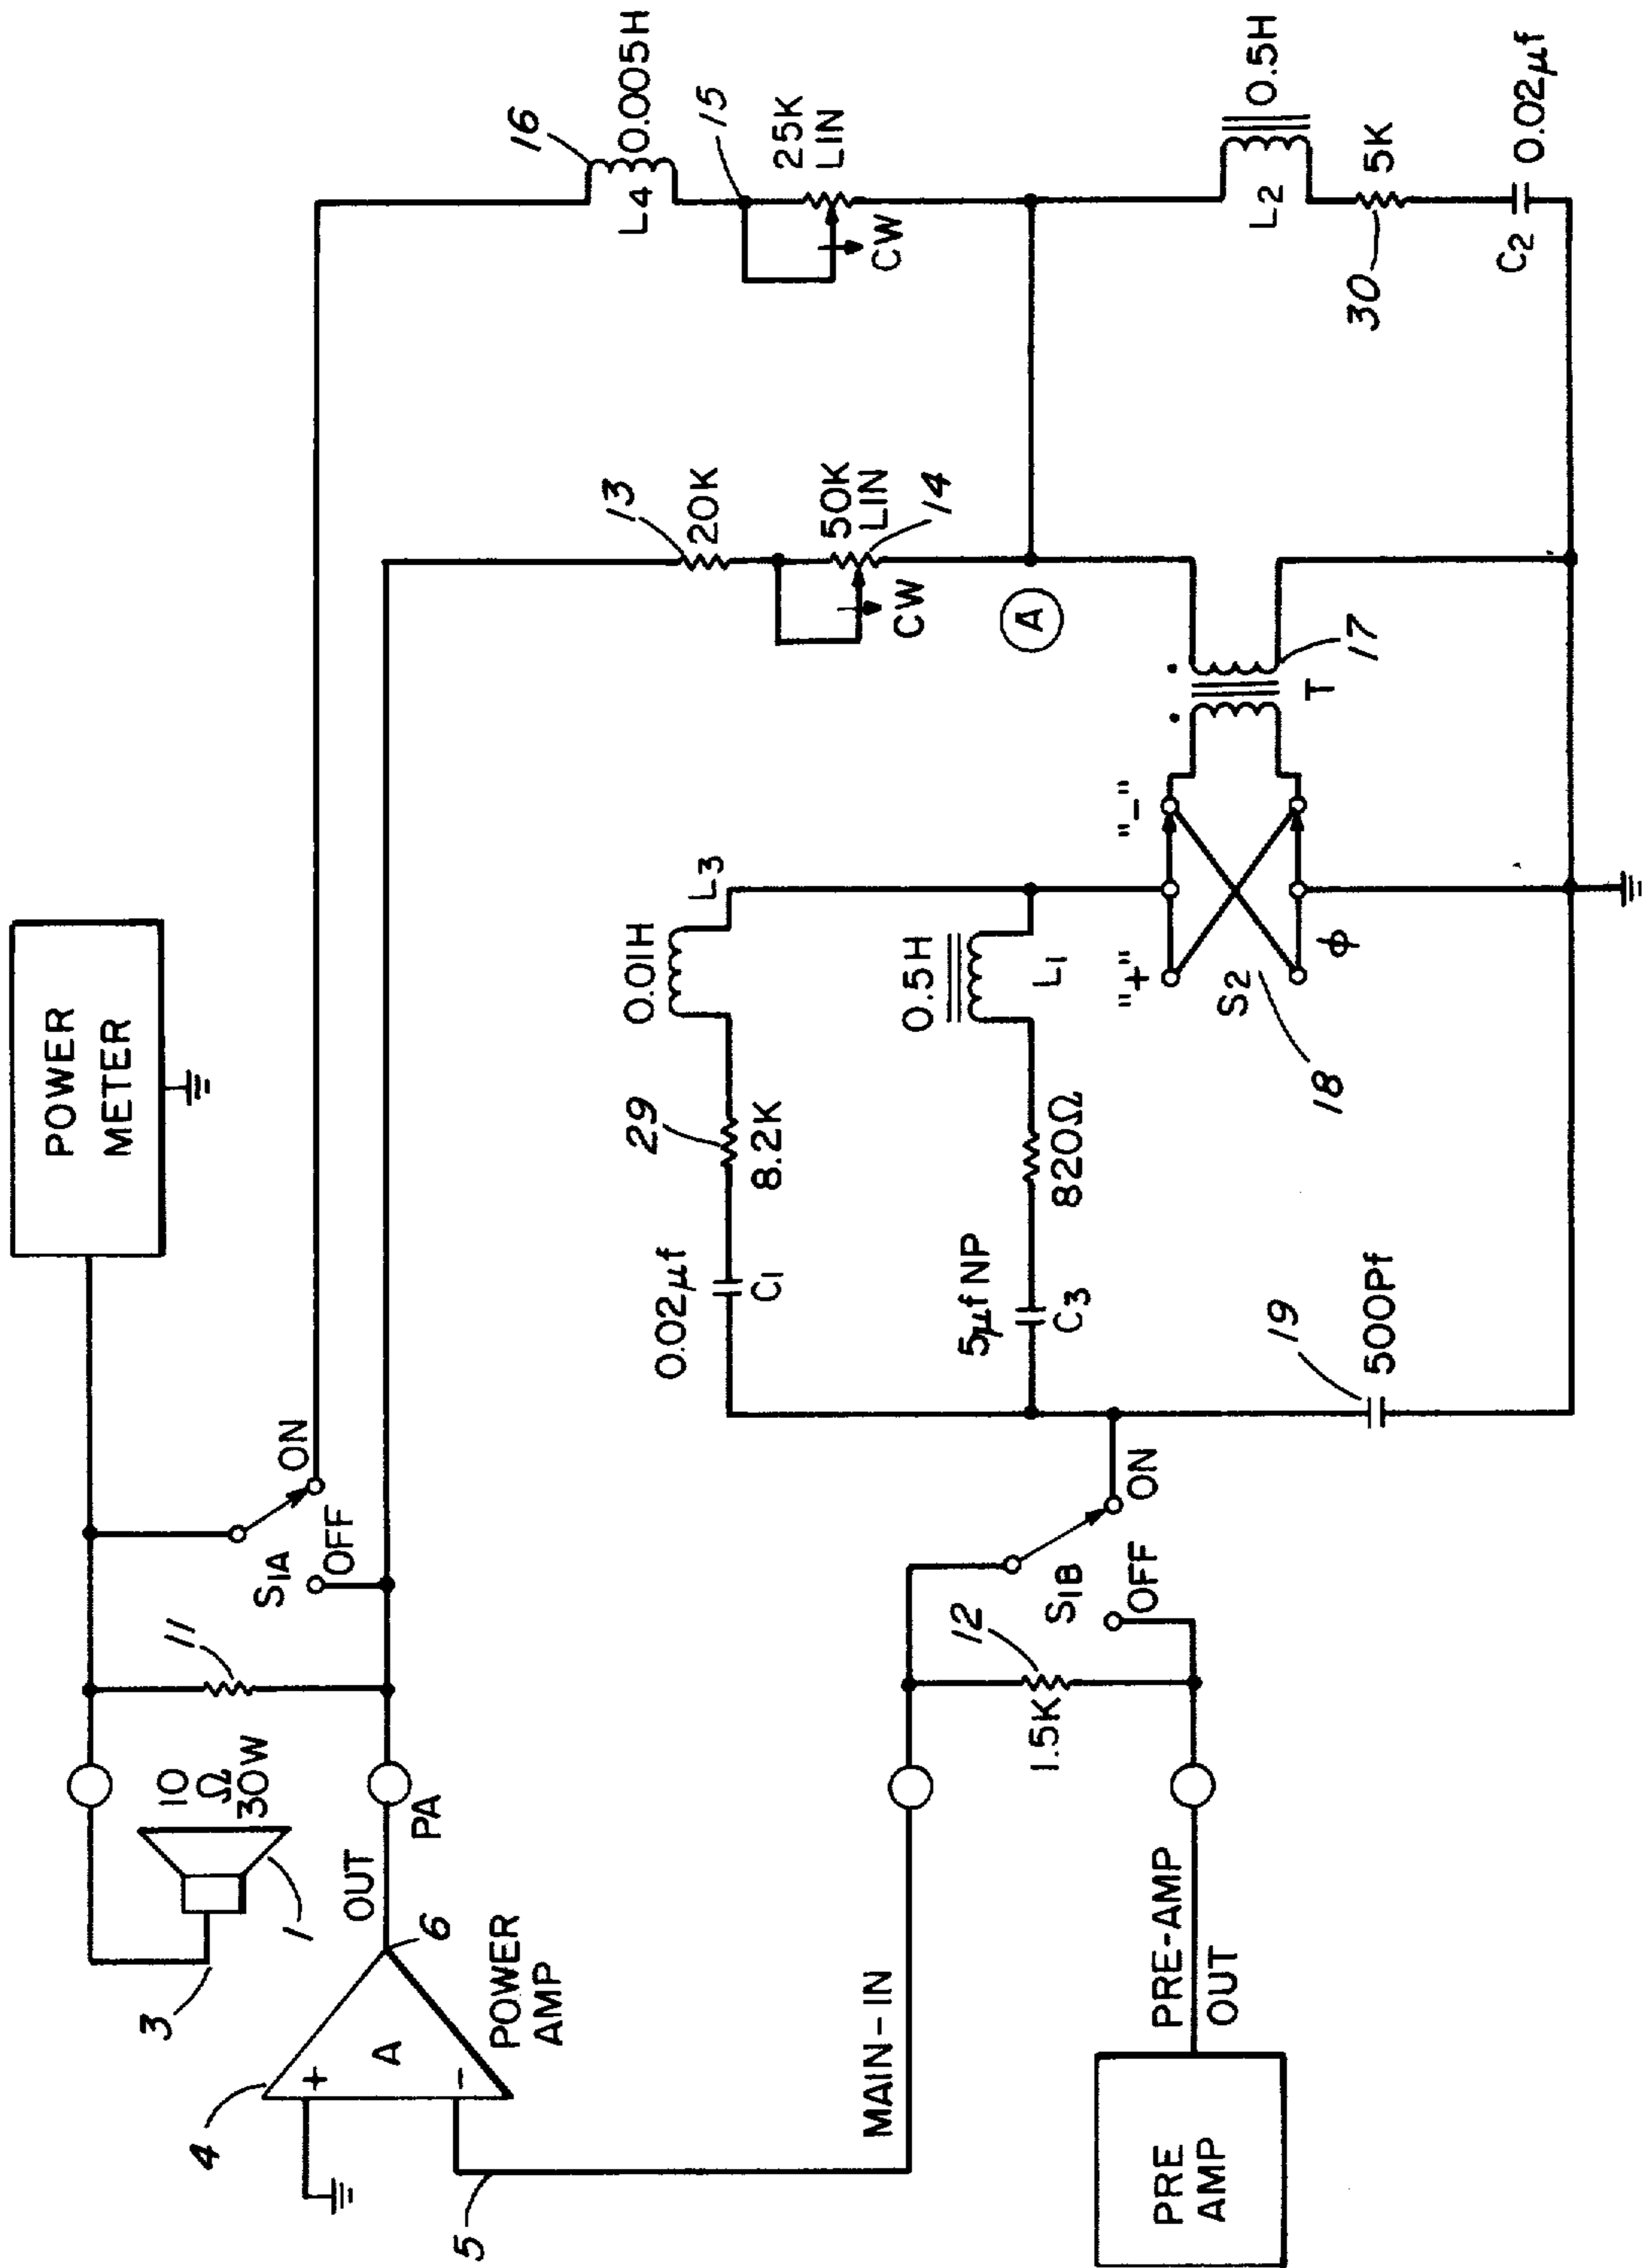 POWER
METER
3
1
10
Ω
30W
11
S1A
ON
OFF
16
L4
0.005H
15
25K
LIN
CW
4
+
A
-
OUT
6
PA
POWER
AMP
13
20K
50K
LIN
14
CW
A
0.02μf
C1
29
8.2K
0.01H
L3
5μfNP
C3
820Ω
0.5H
L1
"+"
"-"
S2
18
ϕ
T
17
L2
0.5H
30
5K
C2
0.02μf
5
MAIN-IN
12
1.5K
S1B
ON
OFF
19
500Pf
PRE
AMP
PRE-AMP
OUT